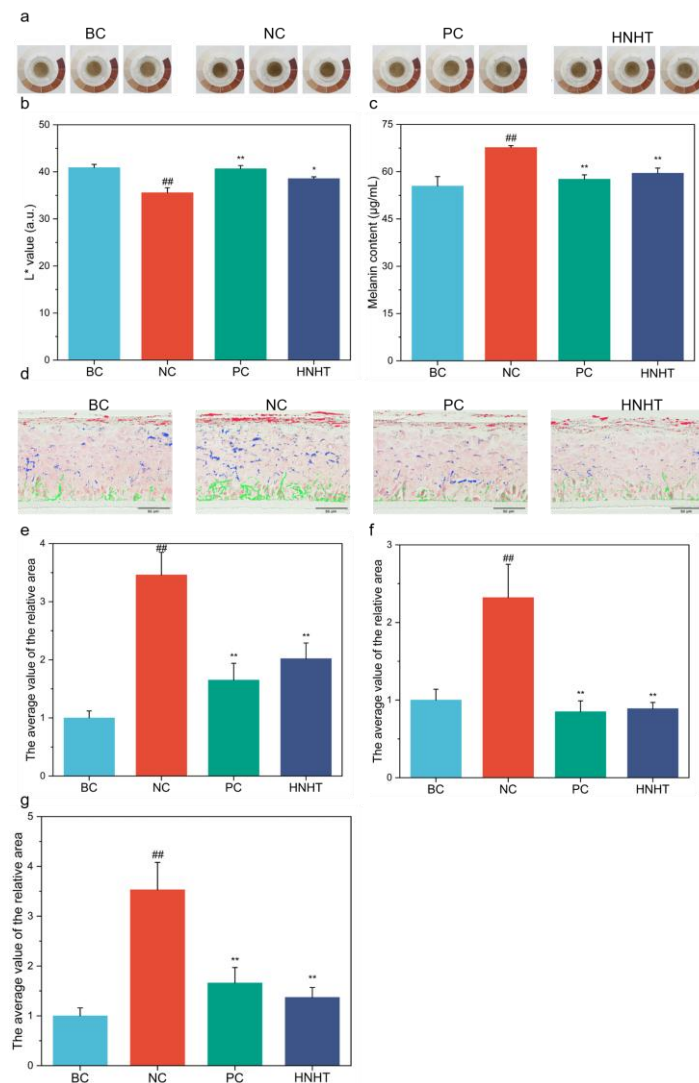 a
BC NC PC HNHT
b
c
50
40
30
20
10
0
L* value (a.u.)
##
**
*
BC NC PC HNHT
75
60
45
30
15
0
Melanin content (µg/mL)
##
**
**
BC NC PC HNHT
d
BC NC PC HNHT
e
f
4
3
2
1
0
The average value of the relative area
##
**
**
BC NC PC HNHT
3
2
1
0
The average value of the relative area
##
**
**
BC NC PC HNHT
g
5
4
3
2
1
0
The average value of the relative area
##
**
**
BC NC PC HNHT